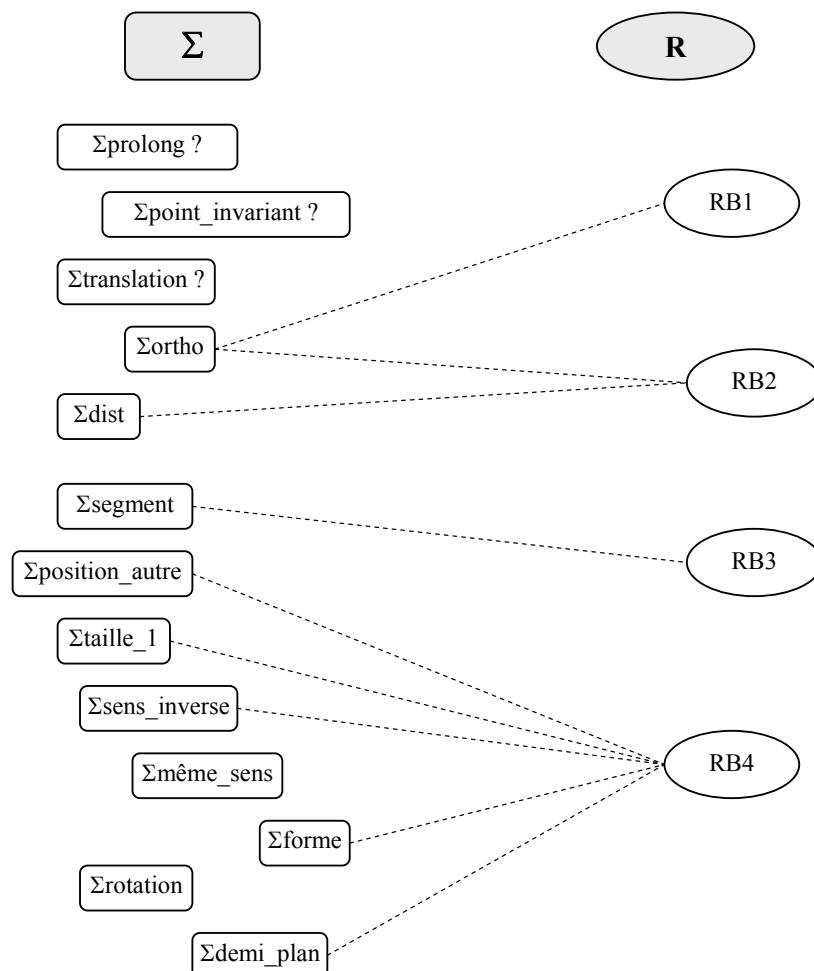 Σ
R
Σprolong ?
Σpoint_invariant ?
RB1
Σtranslation ?
Σortho
RB2
Σdist
Σsegment
RB3
Σposition_autre
Σtaille_1
Σsens_inverse
Σmême_sens
RB4
Σforme
Σrotation
Σdemi_plan